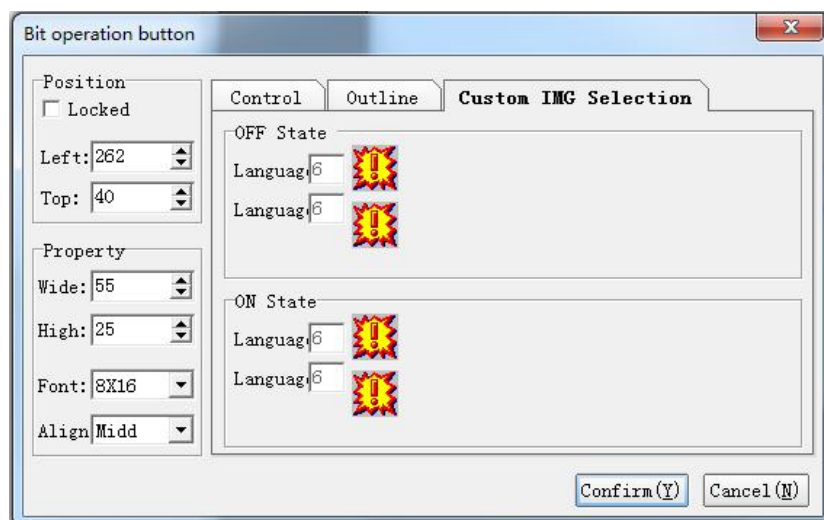 Bit operation button
Position
Locked
Left: 262
Top: 40
Property
Wide: 55
High: 25
Font: 8X16
Align Midd
Control
Outline
Custom IMG Selection
OFF State
Languag 6
Languag 6
ON State
Languag 6
Languag 6
Confirm(Y)
Cancel(N)